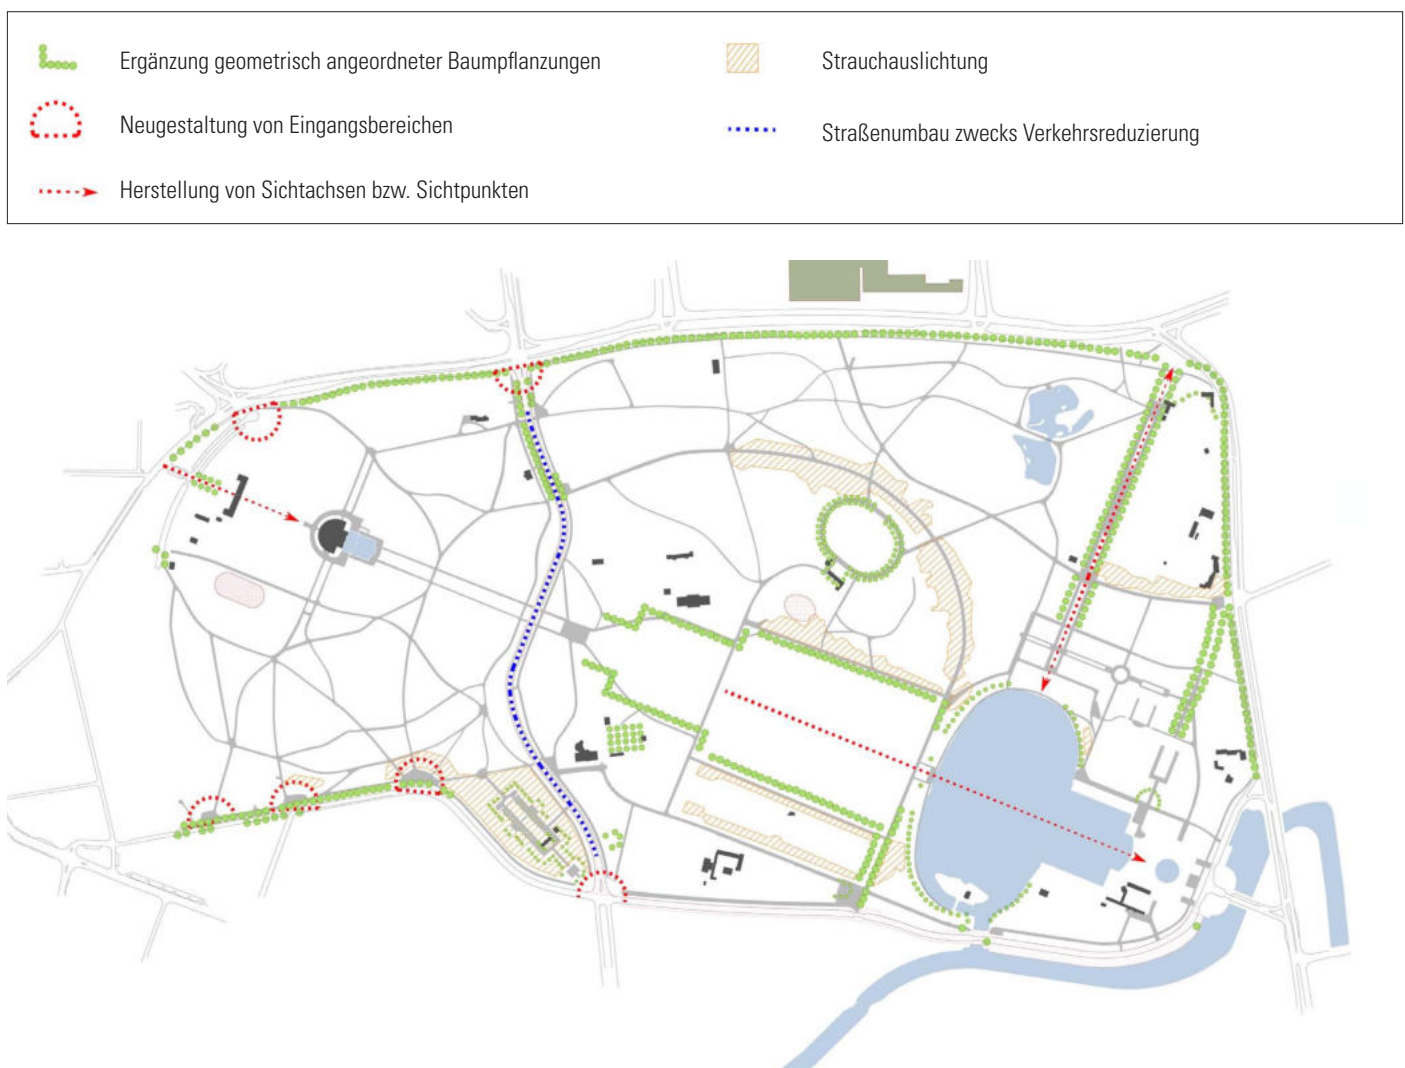 Ergänzung geometrisch angeordneter Baumpflanzungen
Neugestaltung von Eingangsbereichen
Herstellung von Sichtachsen bzw. Sichtpunkten
Strauchauslichtung
Straßenumbau zwecks Verkehrsreduzierung